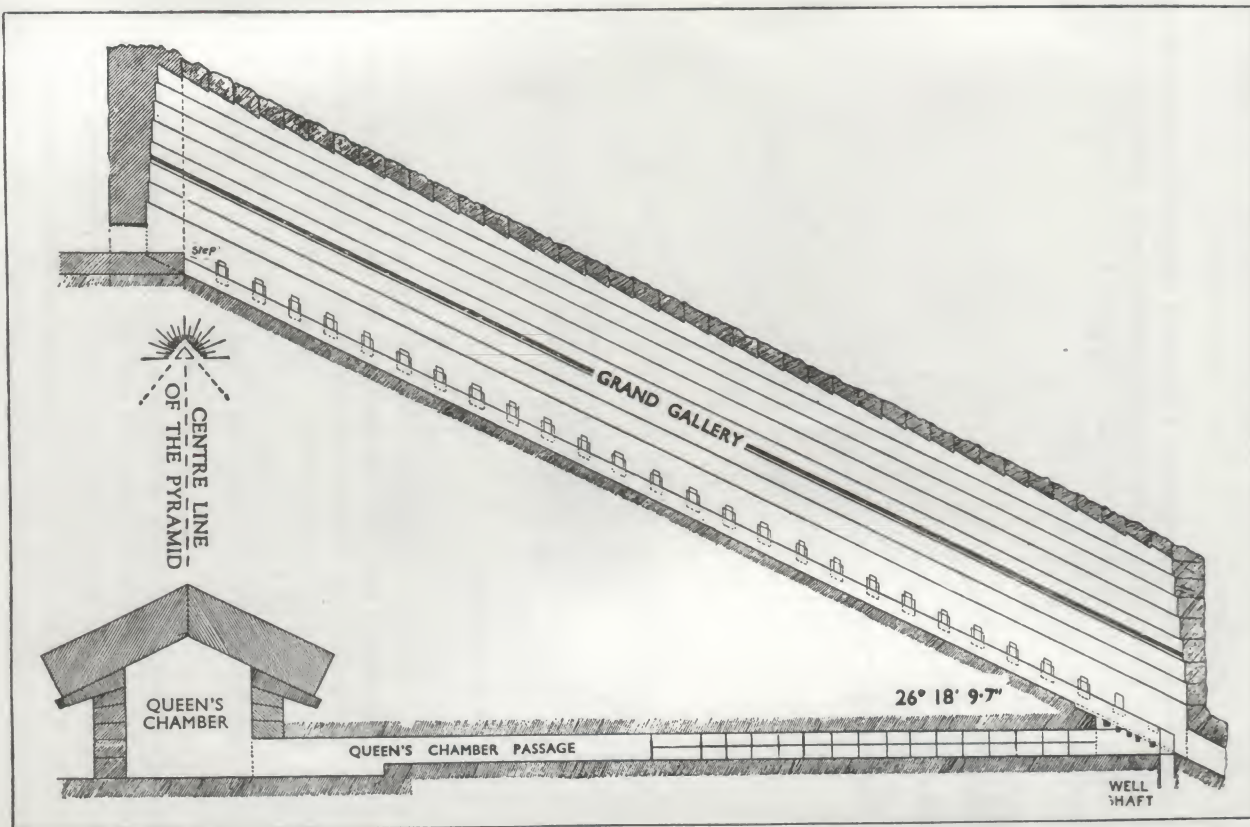 STEP
GRAND GALLERY
CENTRE LINE
OF THE PYRAMID
26° 18' 9·7"
QUEEN'S
CHAMBER
QUEEN'S CHAMBER PASSAGE
WELL
SHAFT